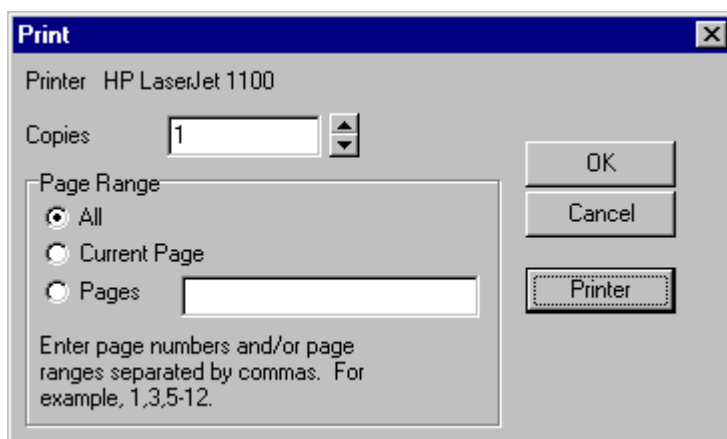 Print
Printer HP LaserJet 1100
Copies 1
OK
Cancel
Printer
Page Range
All
Current Page
Pages
Enter page numbers and/or page
ranges separated by commas. For
example, 1,3,5-12.